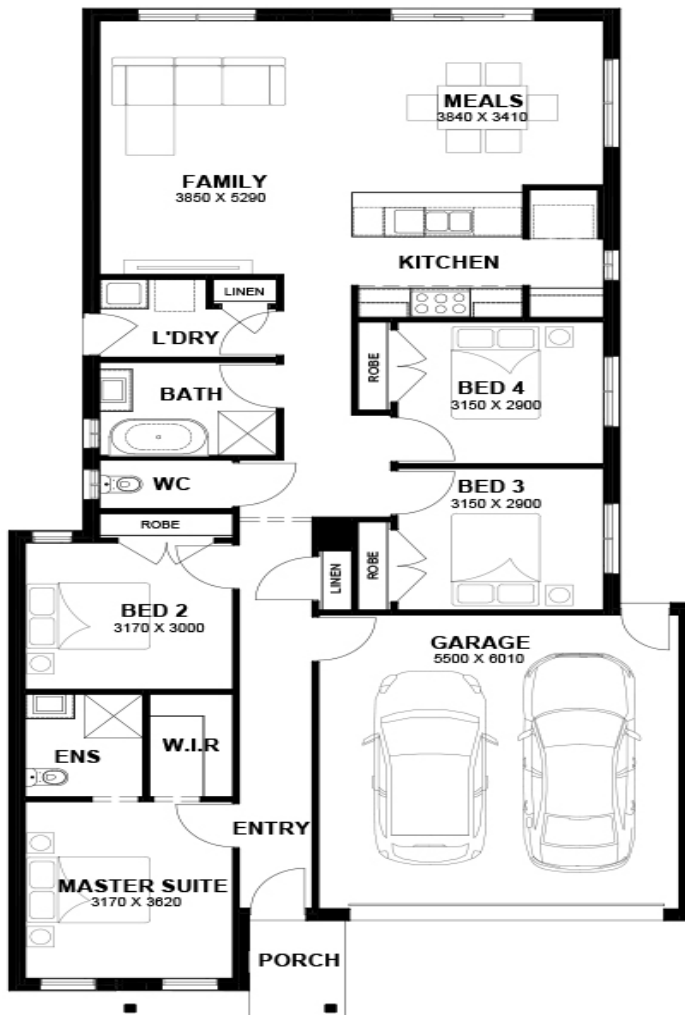 MEALS
3840 X 3410
FAMILY
3850 X 5290
KITCHEN
LINEN
L'DRY
ROBE
BED 4
3150 X 2900
BATH
WC
BED 3
3150 X 2900
ROBE
LINEN
ROBE
BED 2
3170 X 3000
GARAGE
5500 X 6010
ENS
W.I.R
ENTRY
MASTER SUITE
3170 X 3620
PORCH